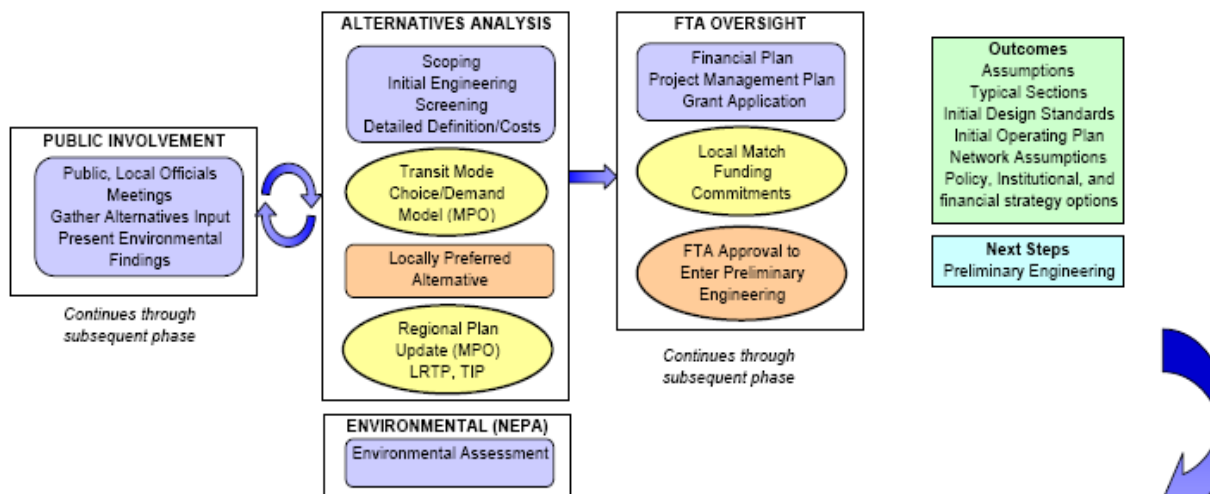 PUBLIC INVOLVEMENT
Public, Local Officials
Meetings
Gather Alternatives Input
Present Environmental
Findings
Continues through
subsequent phase
ALTERNATIVES ANALYSIS
Scoping
Initial Engineering
Screening
Detailed Definition/Costs
Transit Mode
Choice/Demand
Model (MPO)
Locally Preferred
Alternative
Regional Plan
Update (MPO)
LRTP, TIP
ENVIRONMENTAL (NEPA)
Environmental Assessment
FTA OVERSIGHT
Financial Plan
Project Management Plan
Grant Application
Local Match
Funding
Commitments
FTA Approval to
Enter Preliminary
Engineering
Continues through
subsequent phase
Outcomes
Assumptions
Typical Sections
Initial Design Standards
Initial Operating Plan
Network Assumptions
Policy, Institutional, and
financial strategy options
Next Steps
Preliminary Engineering